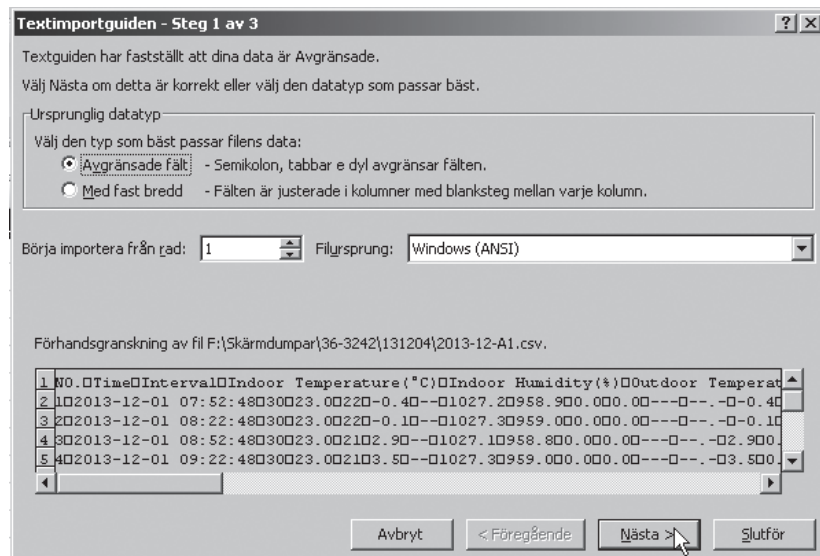 Textimportguiden - Steg 1 av 3
Textguiden har fastställt att dina data är Avgränsade.
Välj Nästa om detta är korrekt eller välj den datatyp som passar bäst.
Ursprunglig datatyp
Välj den typ som bäst passar filens data:
Avgränsade fält - Semikolon, tabbar e dyl avgränsar fälten.
Med fast bredd - Fälten är justerade i kolumner med blanksteg mellan varje kolumn.
Börja importera från rad: 1 Filursprung: Windows (ANSI)
Förhandsgranskning av fil F:\Skärmdumpar\36-3242\131204\2013-12-A1.csv.
1 NO.□Time□Interval□Indoor Temperature(°C)□Indoor Humidity(%)□Outdoor Temperat
2 1□2013-12-01 07:52:48□30□23.0□22□-0.4□--□1027.2□958.9□0.0□0.0□---□--.-□-0.4□
3 2□2013-12-01 08:22:48□30□23.0□22□-0.1□--□1027.3□959.0□0.0□0.0□---□--.-□-0.1□
4 3□2013-12-01 08:52:48□30□23.0□21□2.9□--□1027.1□958.8□0.0□0.0□---□--.-□2.9□0.
5 4□2013-12-01 09:22:48□30□23.0□21□3.5□--□1027.3□959.0□0.0□0.0□---□--.-□3.5□0.
Avbryt < Föregående Nästa > Slutför